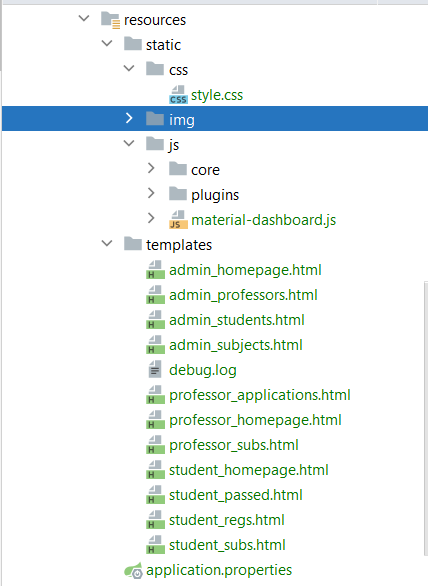 resources
static
css
style.css
img
js
core
plugins
material-dashboard.js
templates
admin_homepage.html
admin_professors.html
admin_students.html
admin_subjects.html
debug.log
professor_applications.html
professor_homepage.html
professor_subs.html
student_homepage.html
student_passed.html
student_regs.html
student_subs.html
application.properties